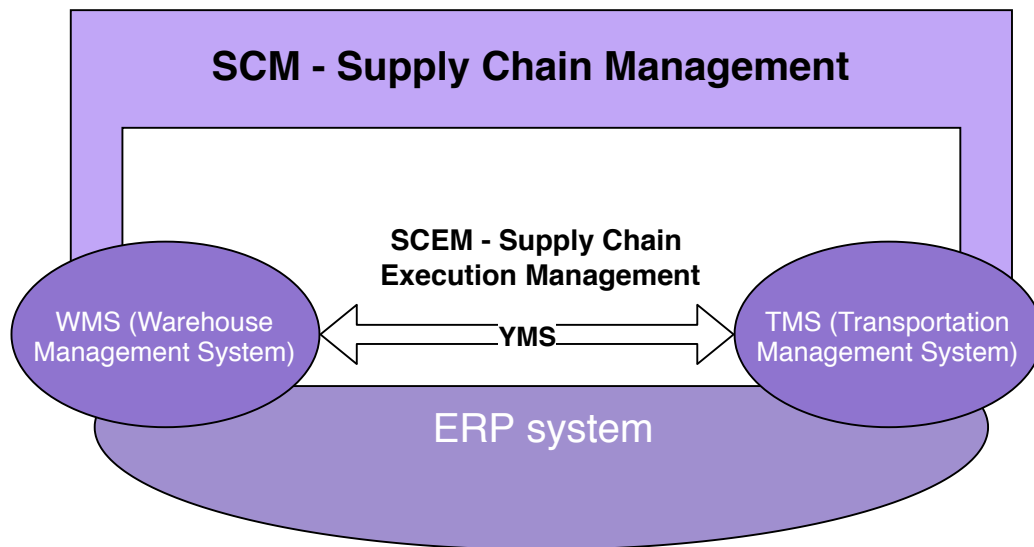 SCM - Supply Chain Management
SCEM - Supply Chain
Execution Management
WMS (Warehouse
Management System)
YMS
TMS (Transportation
Management System)
ERP system